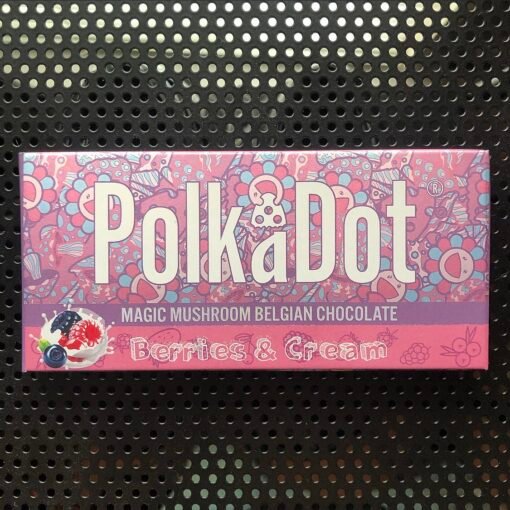 PolkaDot®
MAGIC MUSHROOM BELGIAN CHOCOLATE
Berries & Cream